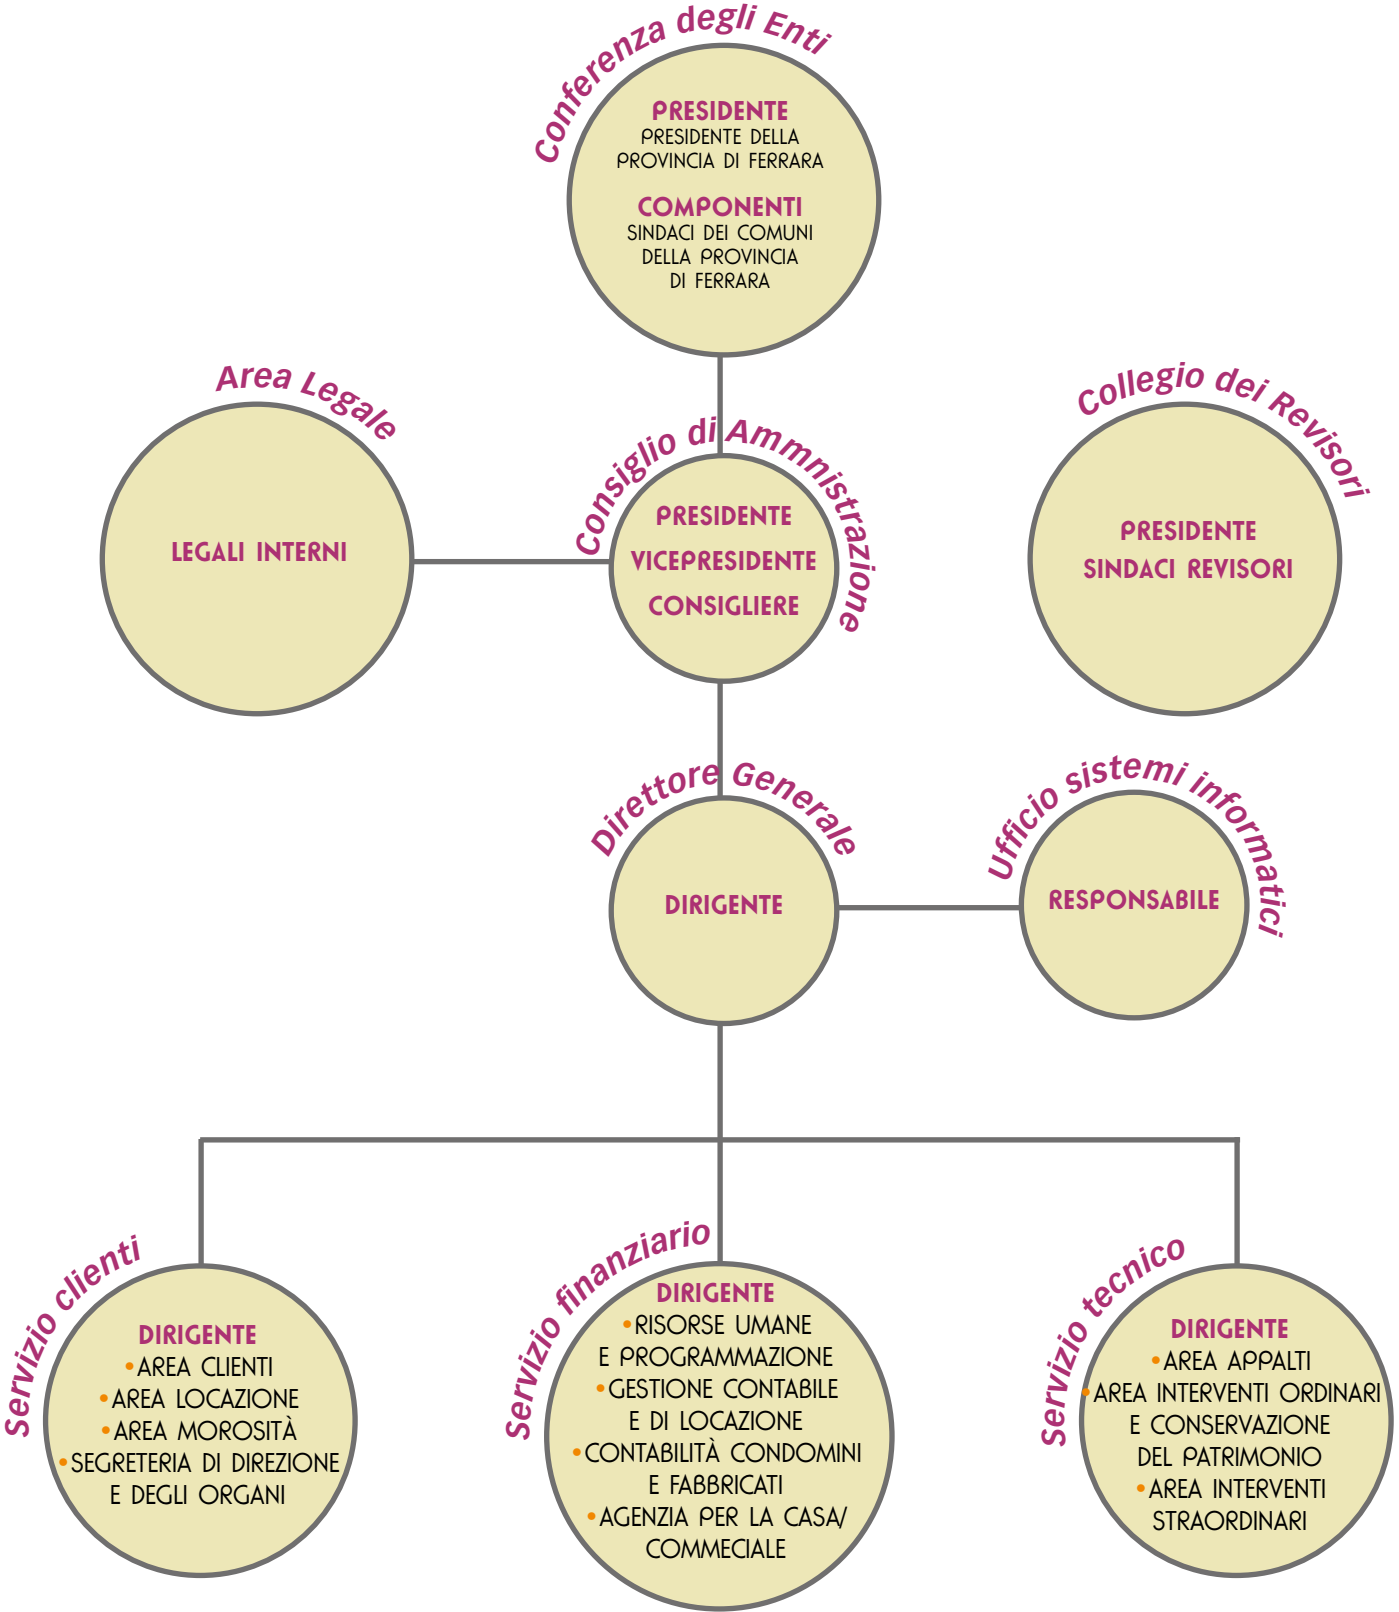 Conferenza degli Enti
PRESIDENTE
PRESIDENTE DELLA
PROVINCIA DI FERRARA
COMPONENTI
SINDACI DEI COMUNI
DELLA PROVINCIA
DI FERRARA
Area Legale
LEGALI INTERNI
Consiglio di Ammnistrazione
PRESIDENTE
VICEPRESIDENTE
CONSIGLIERE
Collegio dei Revisori
PRESIDENTE
SINDACI REVISORI
Direttore Generale
DIRIGENTE
Ufficio sistemi informatici
RESPONSABILE
Servizio clienti
DIRIGENTE
•AREA CLIENTI
•AREA LOCAZIONE
•AREA MOROSITÀ
•SEGRETERIA DI DIREZIONE
E DEGLI ORGANI
Servizio finanziario
DIRIGENTE
•RISORSE UMANE
E PROGRAMMAZIONE
•GESTIONE CONTABILE
E DI LOCAZIONE
•CONTABILITÀ CONDOMINI
E FABBRICATI
•AGENZIA PER LA CASA/
COMMECIALE
Servizio tecnico
DIRIGENTE
•AREA APPALTI
•AREA INTERVENTI ORDINARI
E CONSERVAZIONE
DEL PATRIMONIO
•AREA INTERVENTI
STRAORDINARI